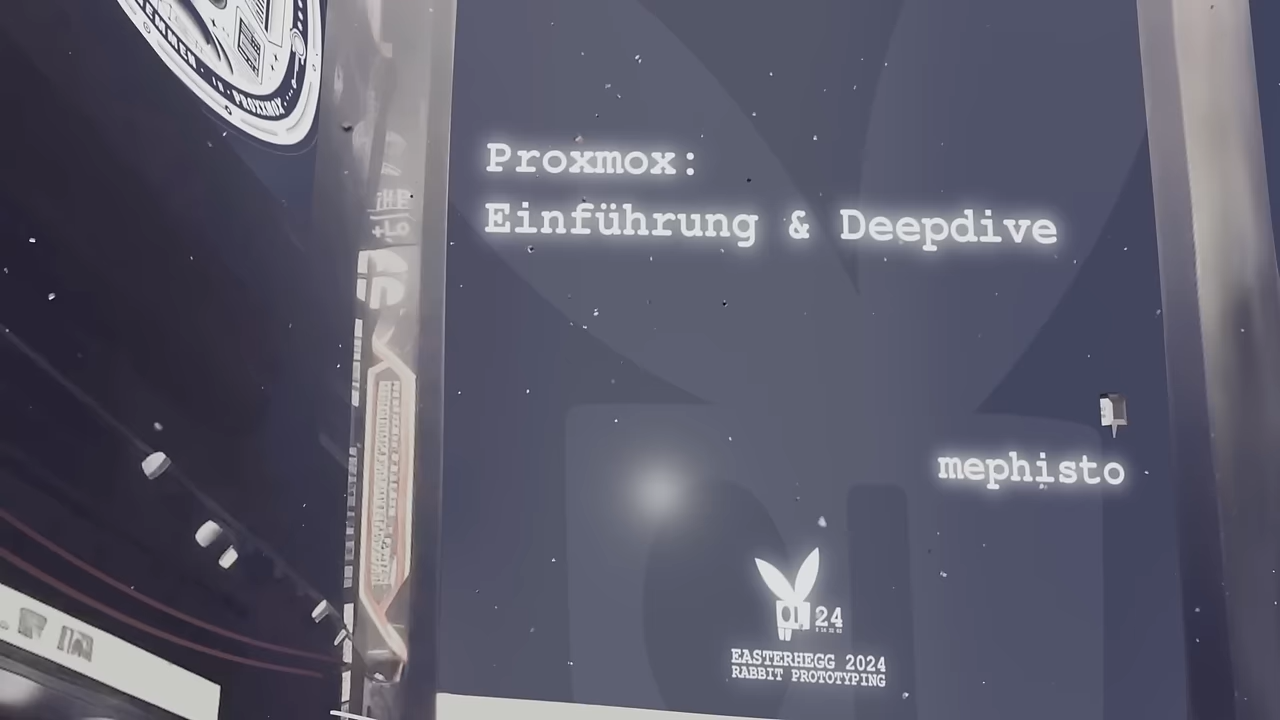 Proxmox:
Einführung & Deepdive
mephisto
24
EASTERHEGG 2024
RABBIT PROTOTYPING